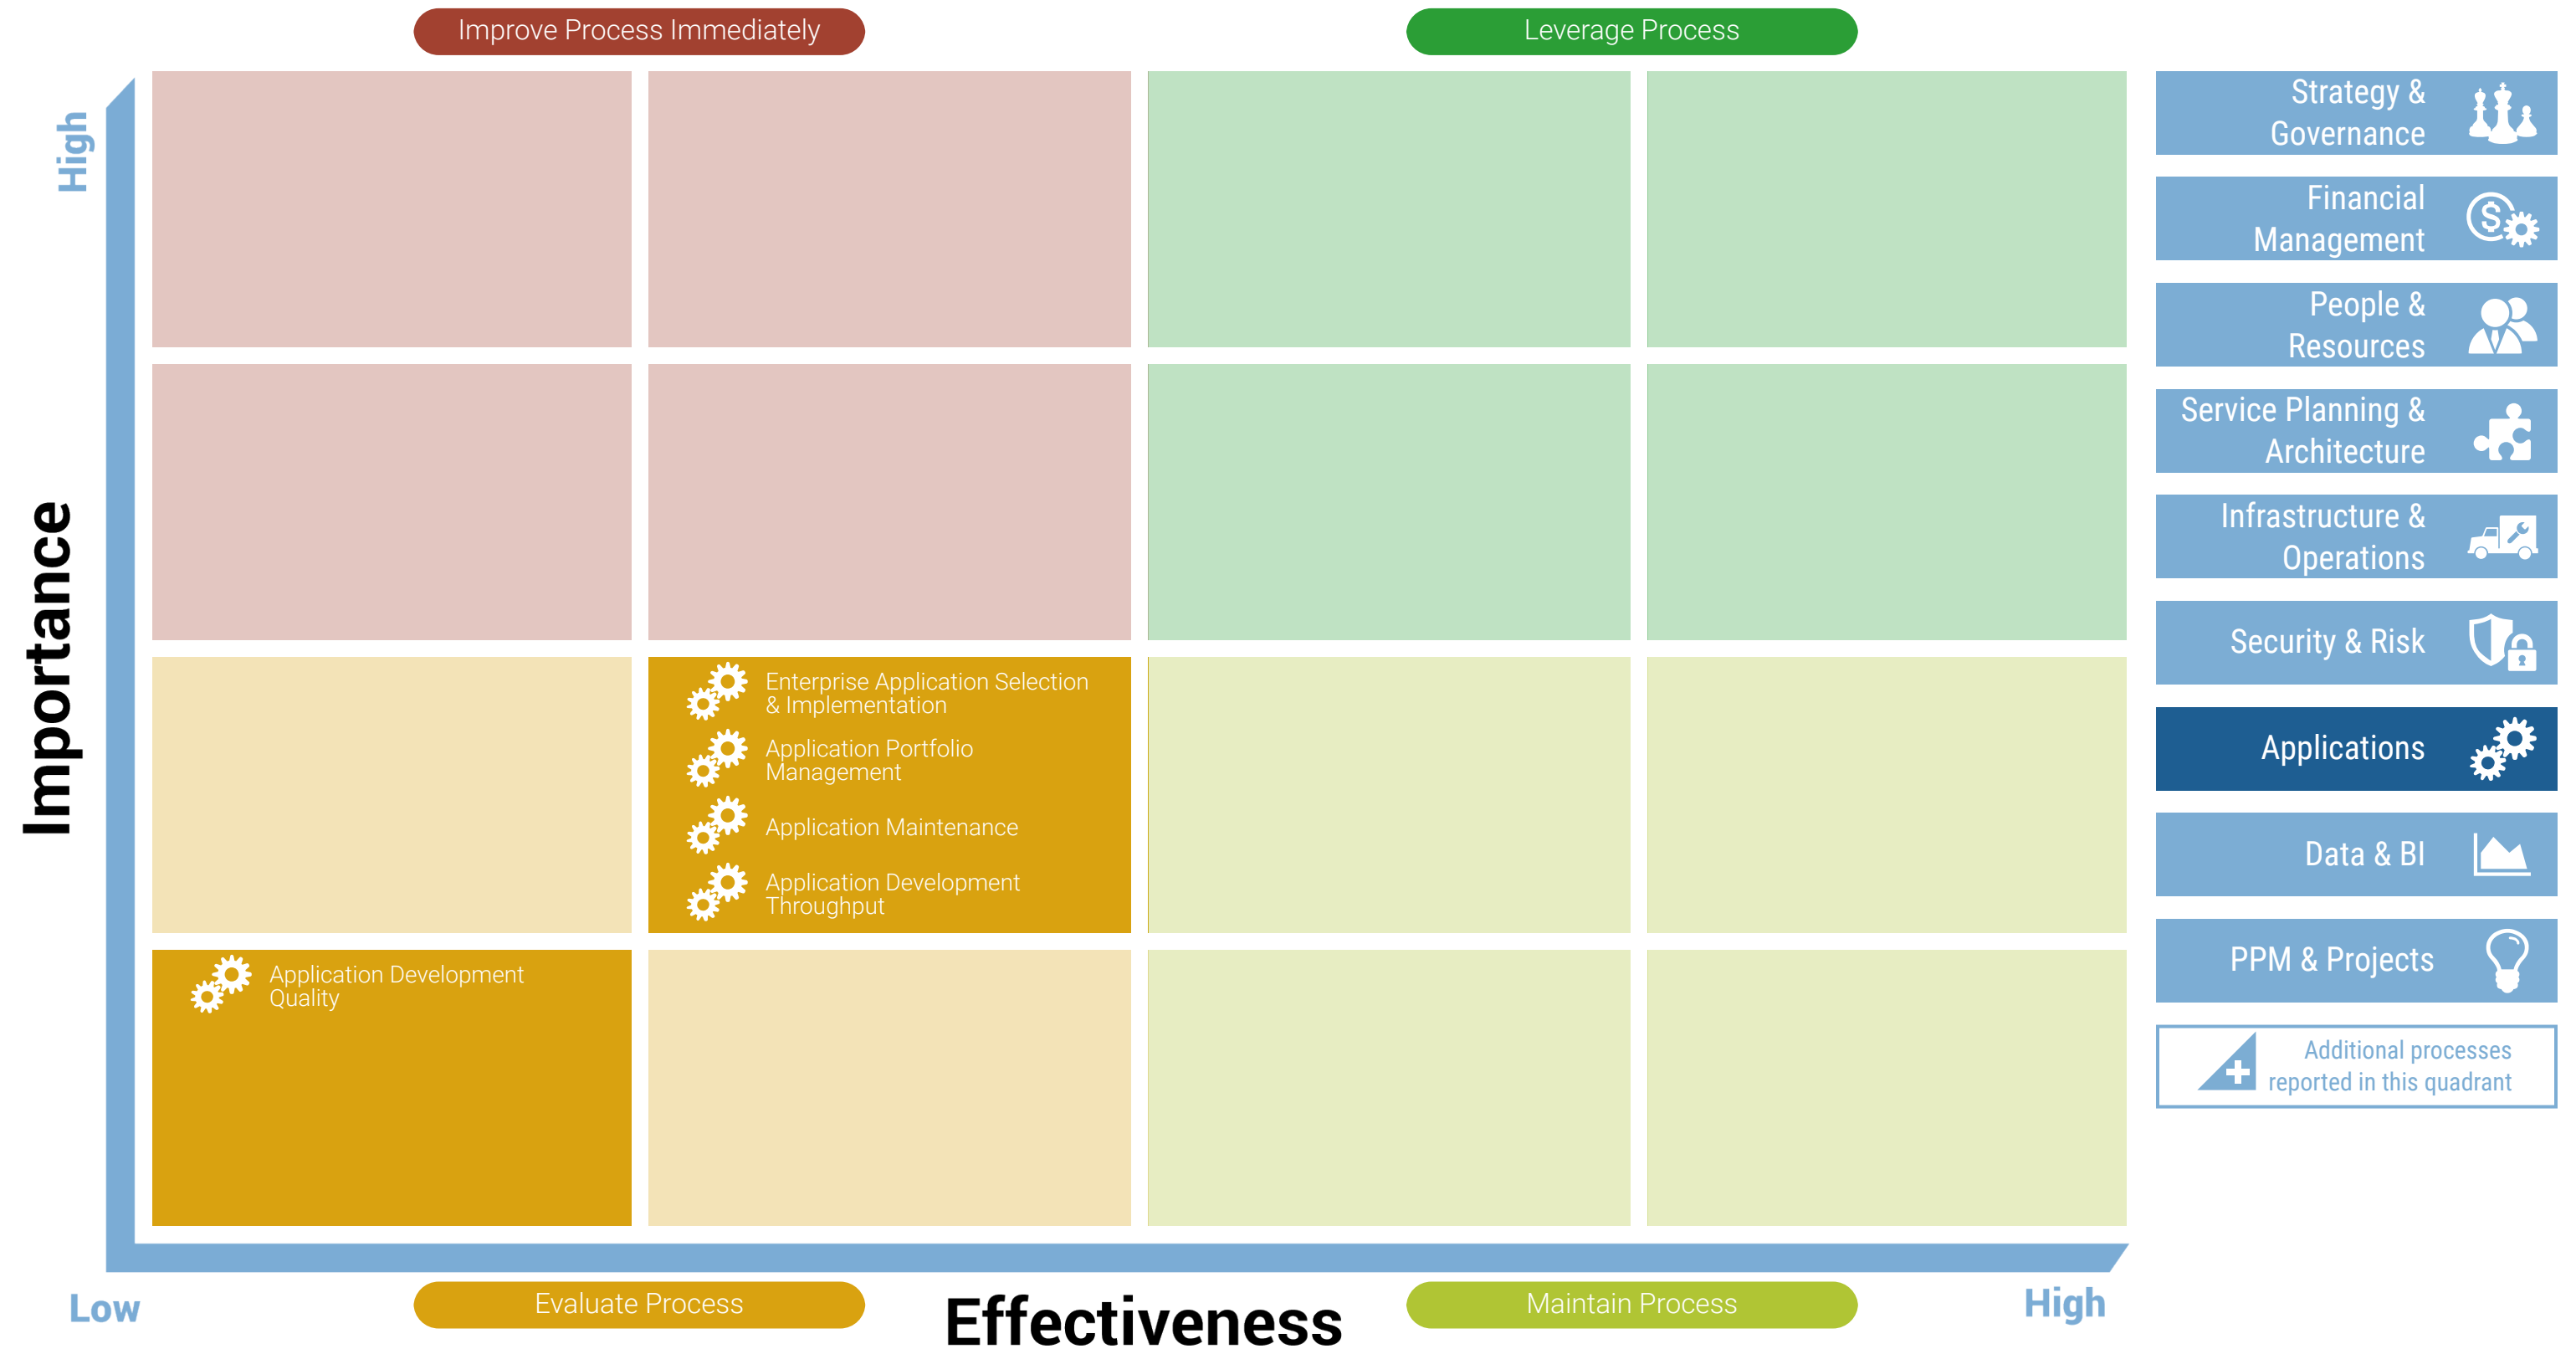 Improve Process Immediately
Leverage Process
High
Importance
Enterprise Application Selection
& Implementation
Application Portfolio
Management
Application Maintenance
Application Development
Throughput
Application Development
Quality
Low
Evaluate Process
Effectiveness
Maintain Process
High
Strategy &
Governance
Financial
Management
People &
Resources
Service Planning &
Architecture
Infrastructure &
Operations
Security & Risk
Applications
Data & BI
PPM & Projects
Additional processes
reported in this quadrant